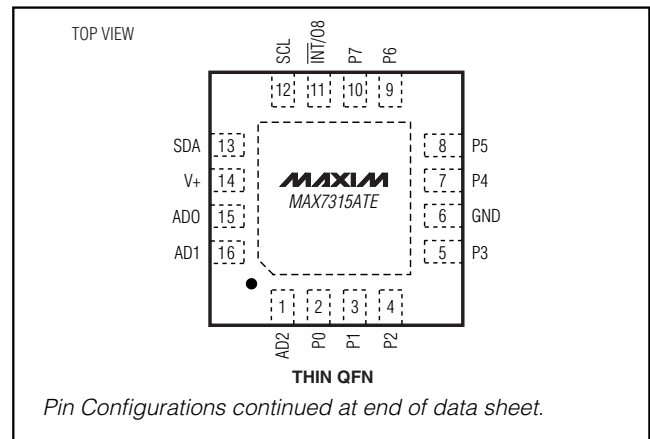 TOP VIEW
SCL
INT/O8
P7
P6
12
11
10
9
SDA 13
8 P5
V+ 14
7 P4
AD0 15
6 GND
AD1 16
5 P3
MAXIM
MAX7315ATE
1
2
3
4
AD2
P0
P1
P2
THIN QFN
Pin Configurations continued at end of data sheet.